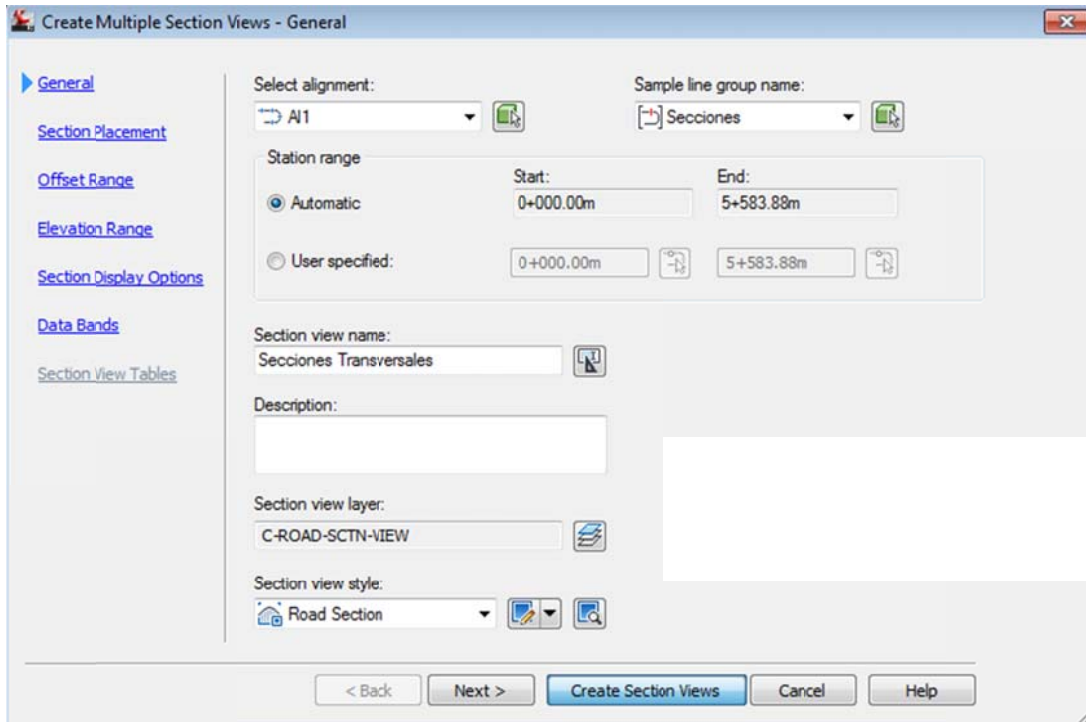 Create Multiple Section Views - General
General
Section Placement
Offset Range
Elevation Range
Section Display Options
Data Bands
Section View Tables
Select alignment:
Al1
Sample line group name:
Secciones
Station range
Start:
End:
Automatic
0+000.00m
5+583.88m
User specified:
0+000.00m
5+583.88m
Section view name:
Secciones Transversales
Description:
Section view layer:
C-ROAD-SCTN-VIEW
Section view style:
Road Section
< Back
Next >
Create Section Views
Cancel
Help